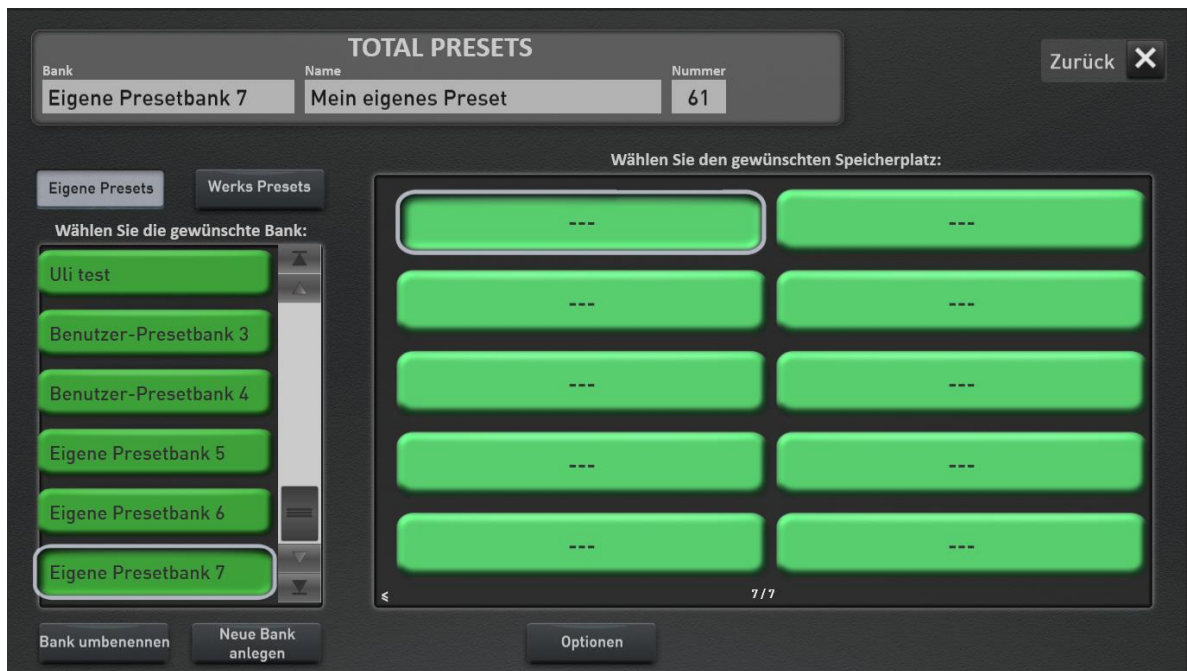 TOTAL PRESETS
Bank
Name
Nummer
Zurück
Eigene Presetbank 7
Mein eigenes Preset
61
Wählen Sie den gewünschten Speicherplatz:
Eigene Presets
Werks Presets
Wählen Sie die gewünschte Bank:
Uli test
Benutzer-Presetbank 3
Benutzer-Presetbank 4
Eigene Presetbank 5
Eigene Presetbank 6
Eigene Presetbank 7
---
---
---
---
---
---
---
---
---
---
7/7
Bank umbenennen
Neue Bank
anlegen
Optionen